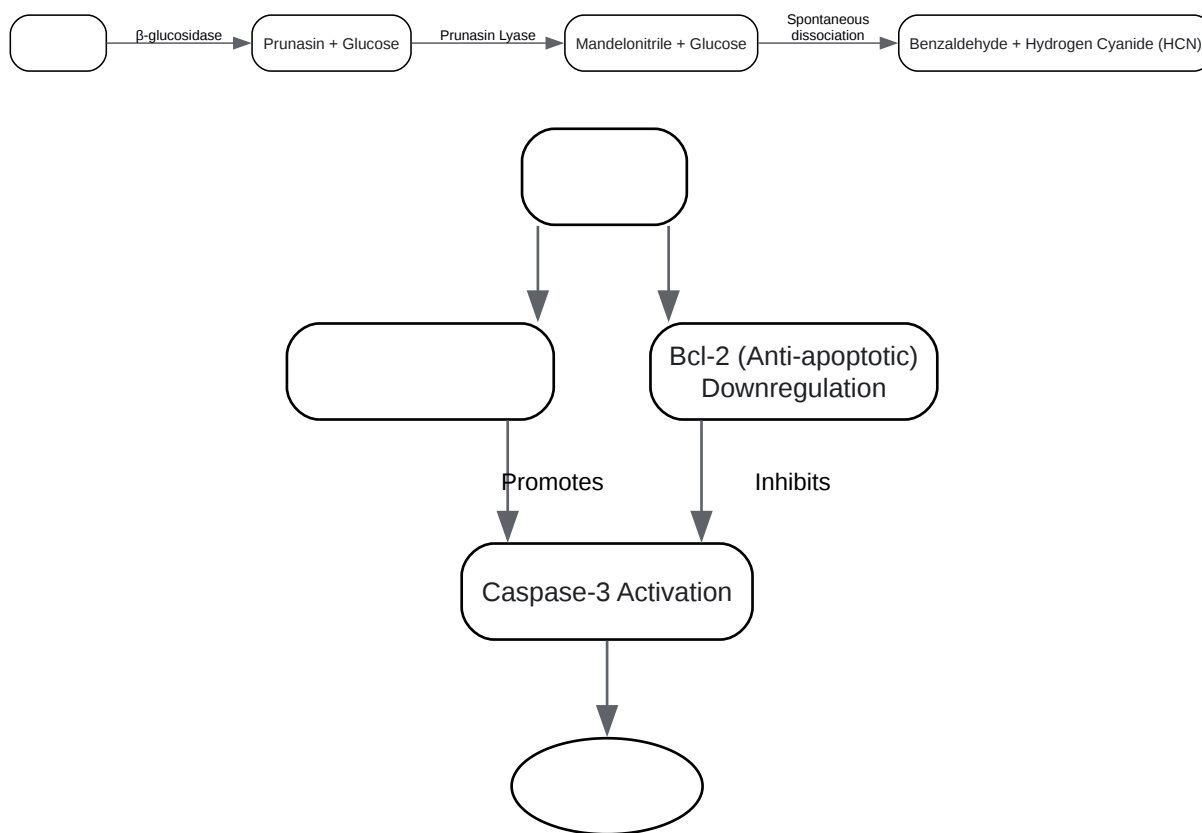 β-glucosidase
Prunasin + Glucose
Prunasin Lyase
Mandelonitrile + Glucose
Spontaneous
dissociation
Benzaldehyde + Hydrogen Cyanide (HCN)
Bcl-2 (Anti-apoptotic)
Downregulation
Promotes
Inhibits
Caspase-3 Activation